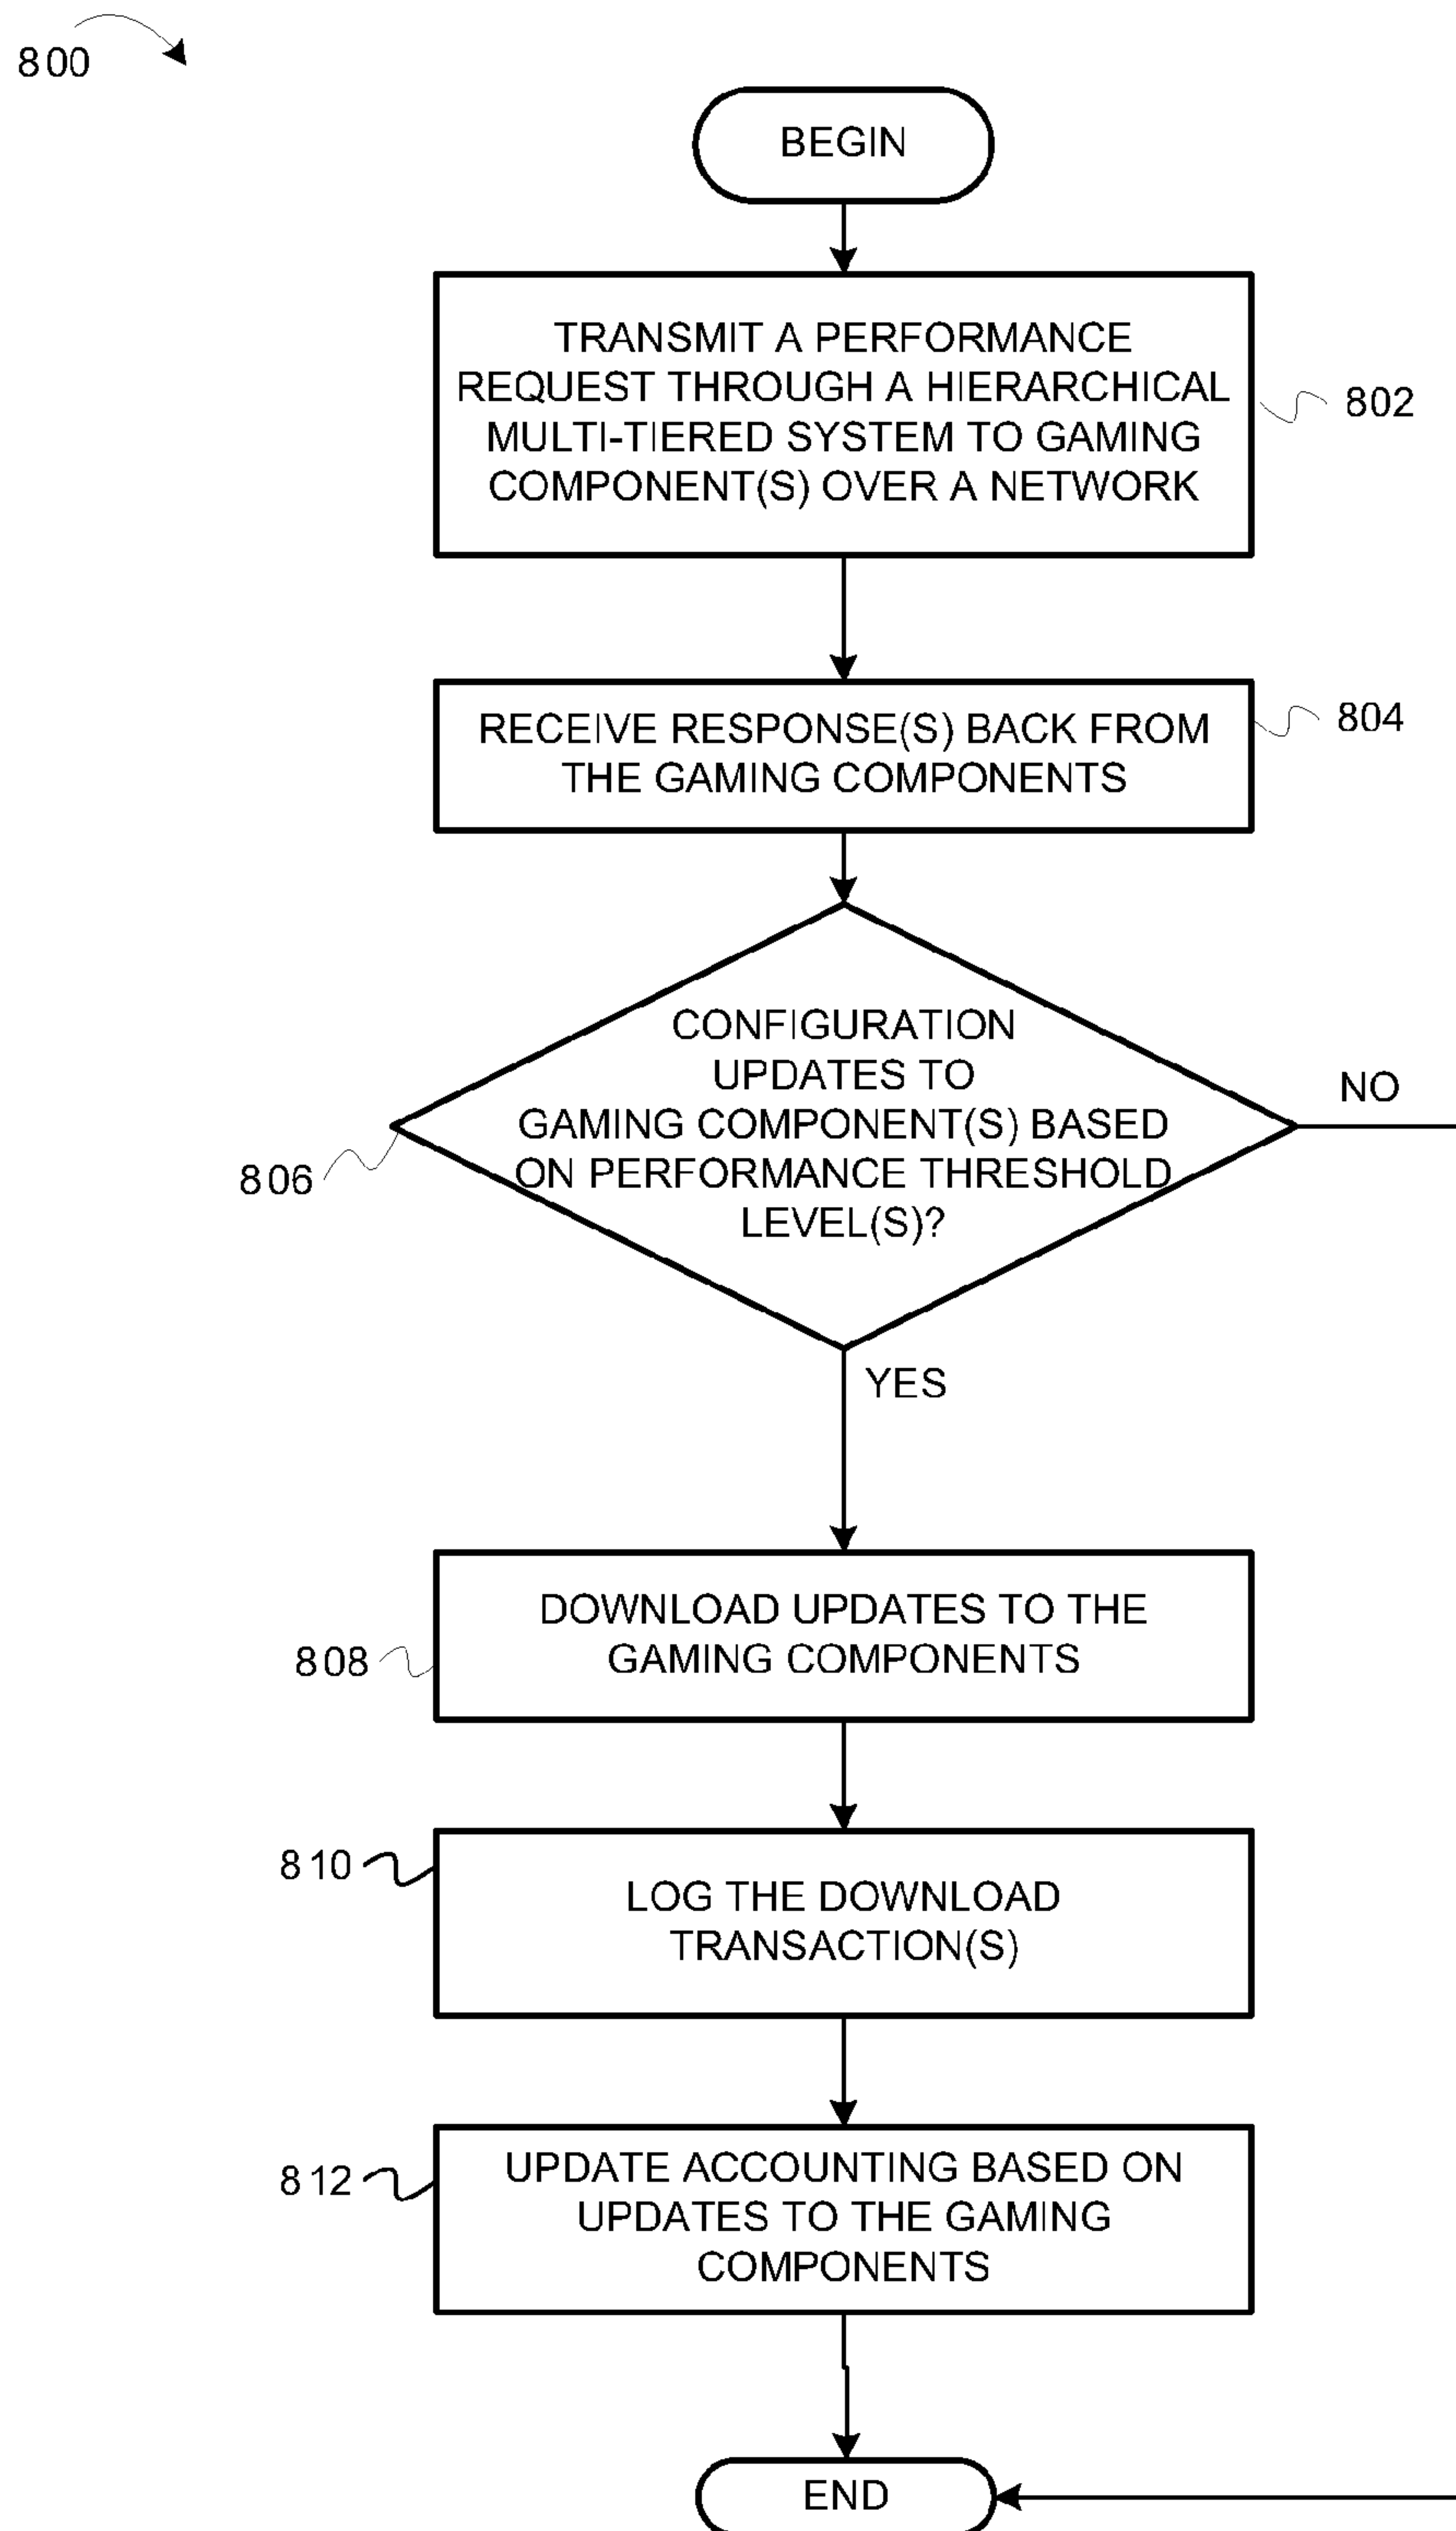 800
BEGIN
TRANSMIT A PERFORMANCE
REQUEST THROUGH A HIERARCHICAL
MULTI-TIERED SYSTEM TO GAMING
COMPONENT(S) OVER A NETWORK
802
RECEIVE RESPONSE(S) BACK FROM
THE GAMING COMPONENTS
804
CONFIGURATION
UPDATES TO
GAMING COMPONENT(S) BASED
ON PERFORMANCE THRESHOLD
LEVEL(S)?
806
NO
YES
DOWNLOAD UPDATES TO THE
GAMING COMPONENTS
808
810
LOG THE DOWNLOAD
TRANSACTION(S)
812
UPDATE ACCOUNTING BASED ON
UPDATES TO THE GAMING
COMPONENTS
END